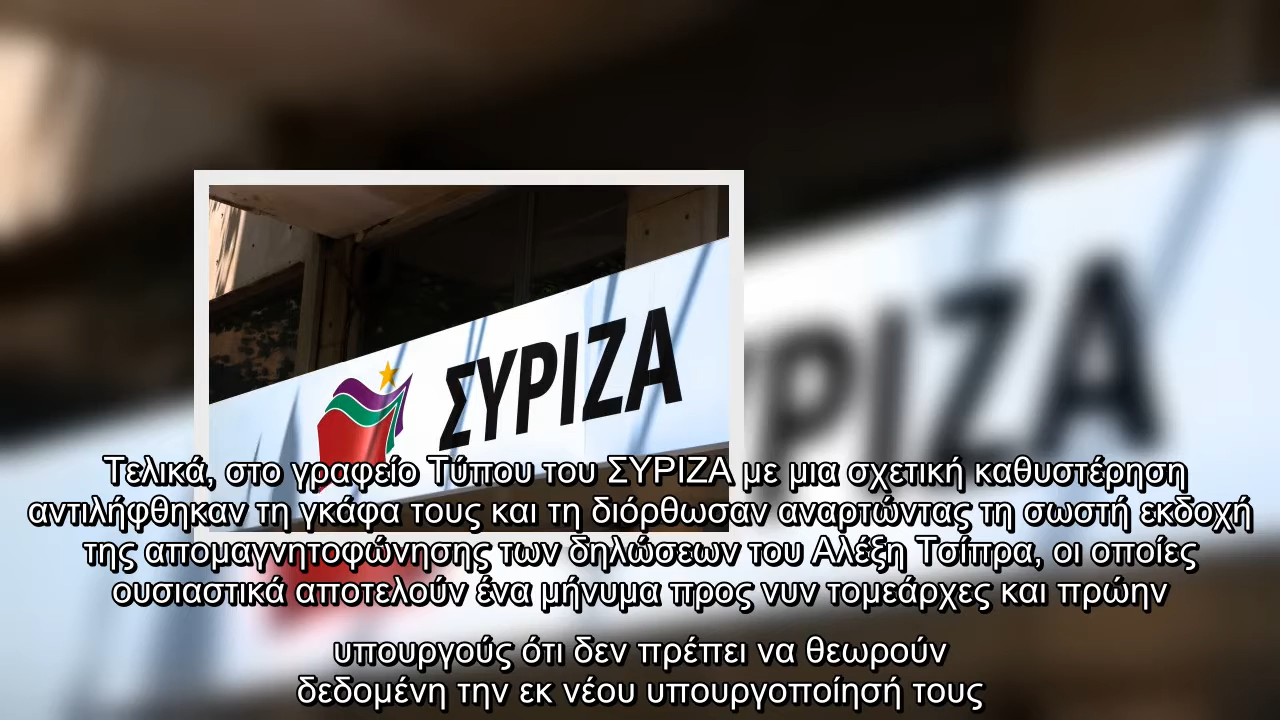 ΣΥΡΙΖΑ
ΡΙΖΑ
Τελικά, στο γραφείο Τύπου του ΣΥΡΙΖΑ με μια σχετική καθυστέρηση
αντιλήφθηκαν τη γκάφα τους και τη διόρθωσαν αναρτώντας τη σωστή εκδοχή
της απομαγνητοφώνησης των δηλώσεων του Αλέξη Τσίπρα, οι οποίες
ουσιαστικά αποτελούν ένα μήνυμα προς νυν τομεάρχες και πρώην
υπουργούς ότι δεν πρέπει να θεωρούν
δεδομένη την εκ νέου υπουργοποίησή τους